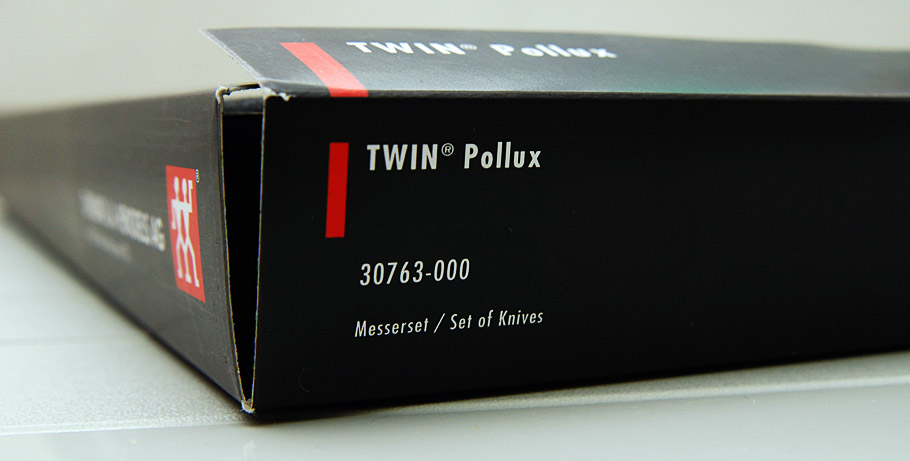 TWIN® Pollux
TWIN® Pollux
30763-000
Messerset / Set of Knives